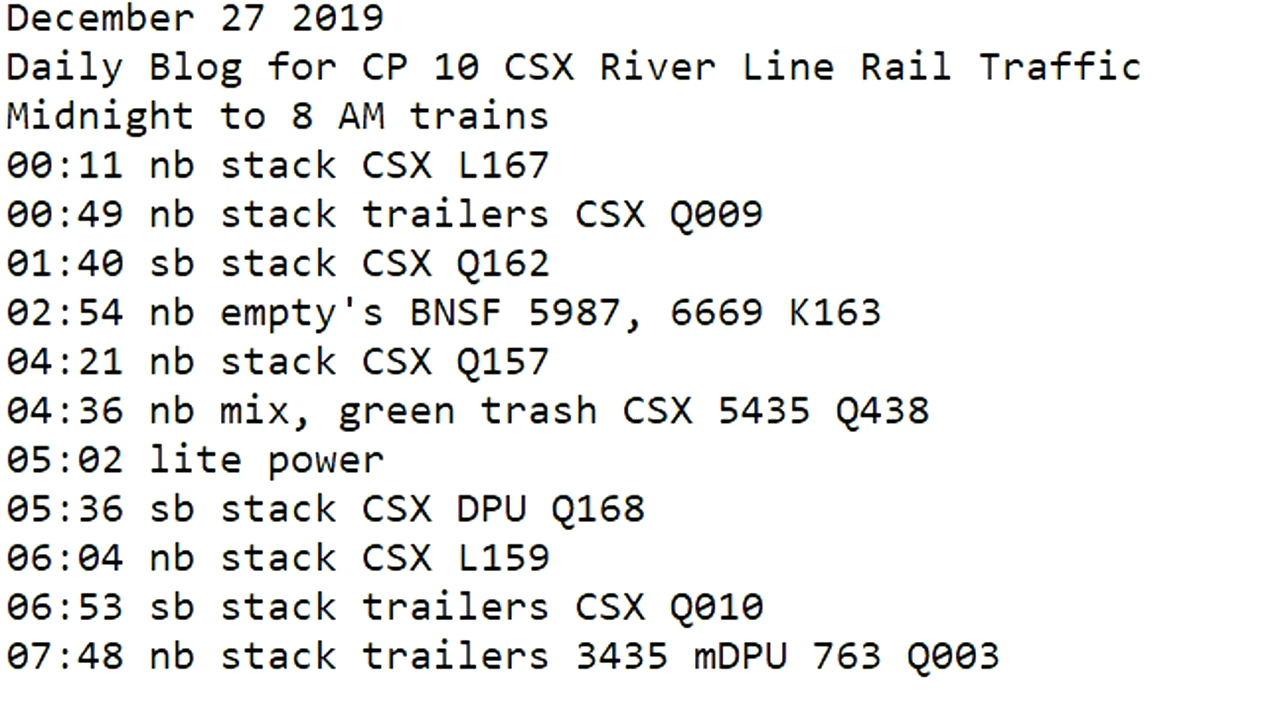 December 27 2019
Daily Blog for CP 10 CSX River Line Rail Traffic
Midnight to 8 AM trains
00:11 nb stack CSX L167
00:49 nb stack trailers CSX Q009
01:40 sb stack CSX Q162
02:54 nb empty's BNSF 5987, 6669 K163
04:21 nb stack CSX Q157
04:36 nb mix, green trash CSX 5435 Q438
05:02 lite power
05:36 sb stack CSX DPU Q168
06:04 nb stack CSX L159
06:53 sb stack trailers CSX Q010
07:48 nb stack trailers 3435 mDPU 763 Q003